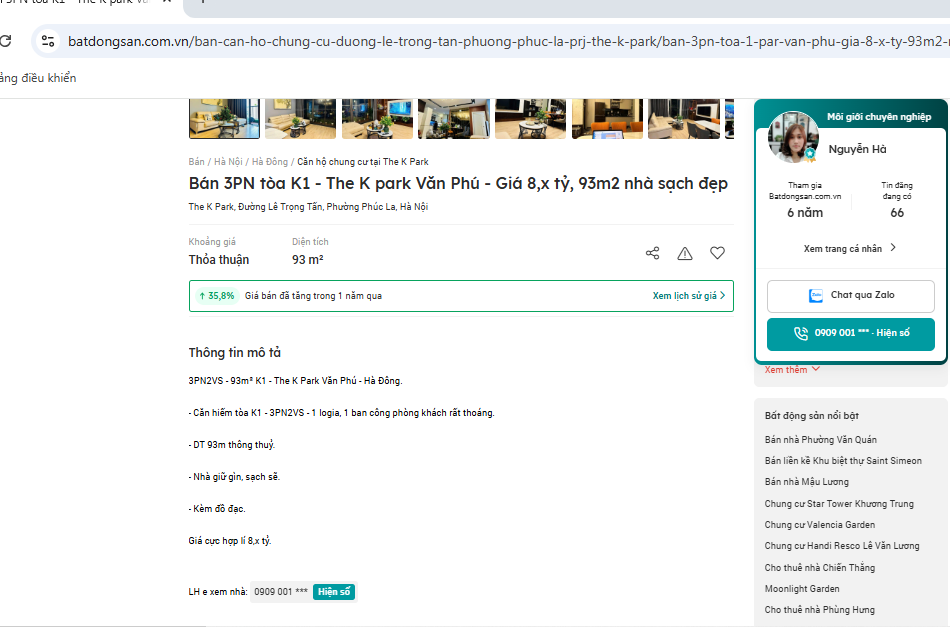 batdongsan.com.vn/ban-can-ho-chung-cu-duong-le-trong-tan-phuong-phuc-la-prj-the-k-park/ban-3pn-toa-1-par-van-phu-gia-8-x-ty-93m2-
ảng điều khiển
Bán / Hà Nội / Hà Đông / Căn hộ chung cư tại The K Park
Bán 3PN tòa K1 - The K park Văn Phú - Giá 8,x tỷ, 93m2 nhà sạch đẹp
The K Park, Đường Lê Trọng Tấn, Phường Phúc La, Hà Nội
Khoảng giá
Thỏa thuận
Diện tích
93 m²
35,8%
Giá bán đã tăng trong 1 năm qua
Xem lịch sử giá
Thông tin mô tả
3PN2VS - 93m² K1 - The K Park Văn Phú - Hà Đông.
- Căn hiếm tòa K1 - 3PN2VS - 1 logia, 1 ban công phòng khách rất thoáng.
- DT 93m thông thuỷ.
- Nhà giữ gìn, sạch sẽ.
- Kèm đồ đạc.
Giá cực hợp lí 8,x tỷ.
LH e xem nhà: 0909 001 *** Hiện số
Môi giới chuyên nghiệp
Nguyễn Hà
Tham gia
Batdongsan.com.vn
6 năm
Tin đăng
đang có
66
Xem trang cá nhân
Zalo
Chat qua Zalo
0909 001 *** · Hiện số
Xem thêm
Bất động sản nổi bật
Bán nhà Phường Văn Quán
Bán liền kề Khu biệt thự Saint Simeon
Bán nhà Mậu Lương
Chung cư Star Tower Khương Trung
Chung cư Valencia Garden
Chung cư Handi Resco Lê Văn Lương
Cho thuê nhà Chiến Thắng
Moonlight Garden
Cho thuê nhà Phùng Hưng